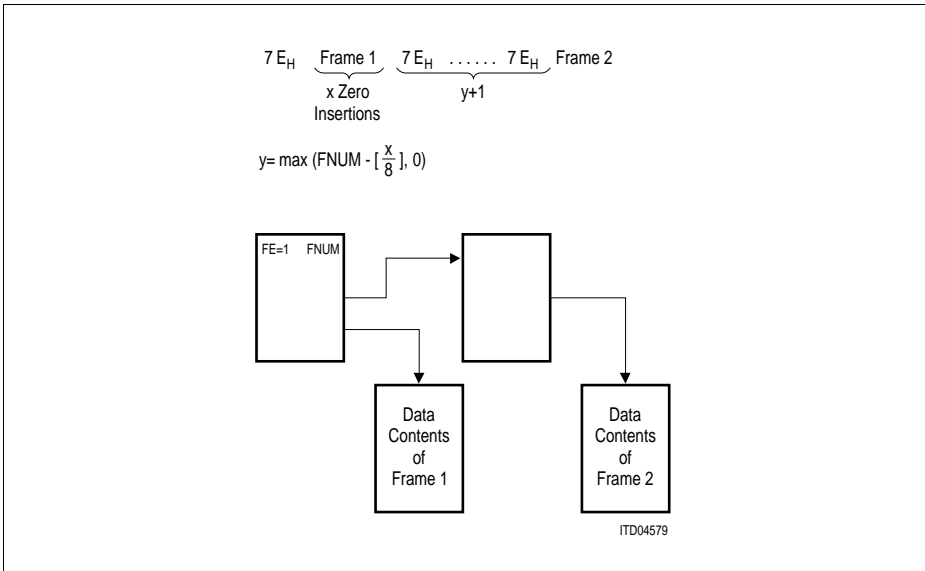 7 E_H Frame 1 7 E_H . . . . . . 7 E_H Frame 2
x Zero Insertions
y+1
y= max (FNUM - [ x/8 ], 0)
FE=1 FNUM
Data
Contents
of
Frame 1
Data
Contents
of
Frame 2
ITD04579